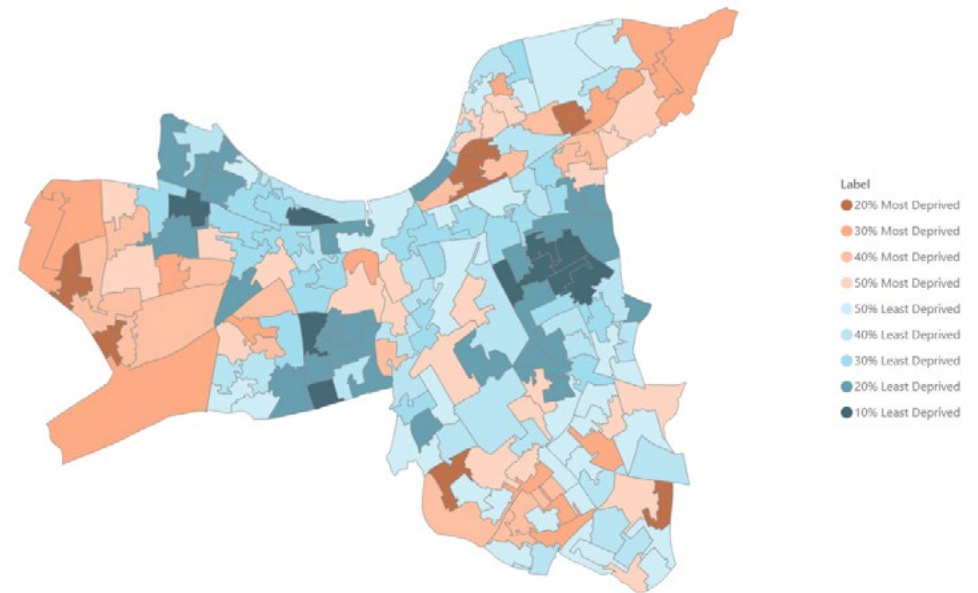 Label
20% Most Deprived
30% Most Deprived
40% Most Deprived
50% Most Deprived
50% Least Deprived
40% Least Deprived
30% Least Deprived
20% Least Deprived
10% Least Deprived